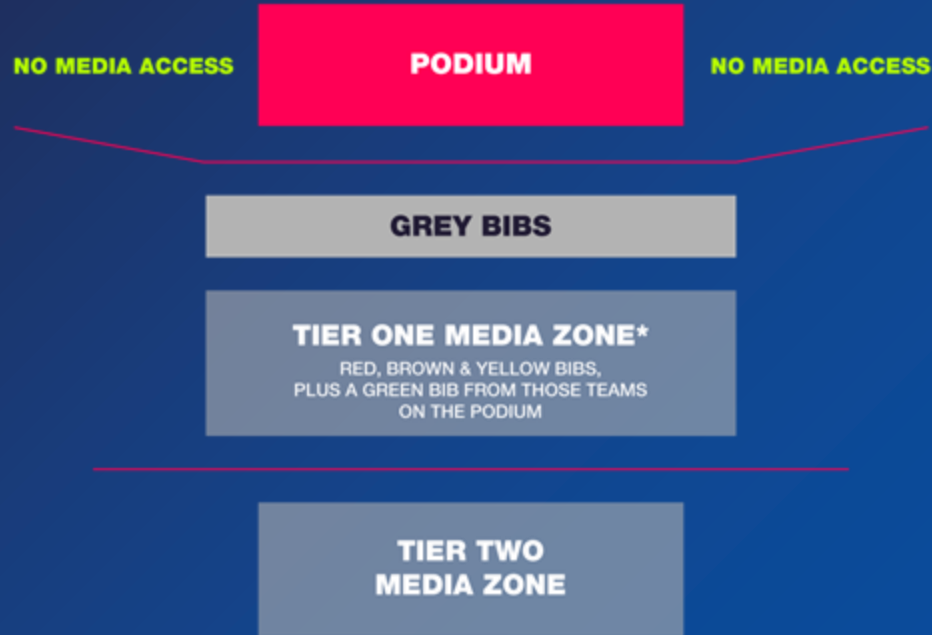 NO MEDIA ACCESS
PODIUM
NO MEDIA ACCESS
GREY BIBS
TIER ONE MEDIA ZONE*
RED, BROWN & YELLOW BIBS,
PLUS A GREEN BIB FROM THOSE TEAMS
ON THE PODIUM
TIER TWO
MEDIA ZONE